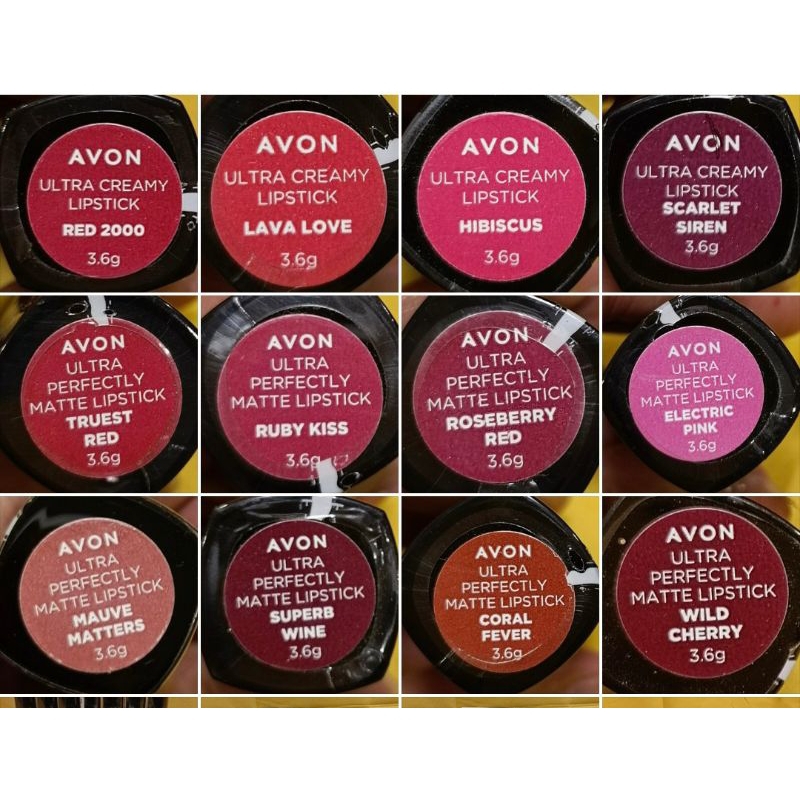 AVON
ULTRA CREAMY
LIPSTICK
RED 2000
3.6g
AVON
ULTRA CREAMY
LIPSTICK
LAVA LOVE
3.6g
AVON
ULTRA CREAMY
LIPSTICK
HIBISCUS
3.6g
AVON
ULTRA CREAMY
LIPSTICK
SCARLET
SIREN
3.6g
AVON
ULTRA
PERFECTLY
MATTE LIPSTICK
TRUEST
RED
3.6g
AVON
ULTRA
PERFECTLY
MATTE LIPSTICK
RUBY KISS
3.6g
AVON
ULTRA
PERFECTLY
MATTE LIPSTICK
ROSEBERRY
RED
3.6g
AVON
ULTRA
PERFECTLY
MATTE LIPSTICK
ELECTRIC
PINK
3.6g
AVON
ULTRA
PERFECTLY
MATTE LIPSTICK
MAUVE
MATTERS
3.6g
AVON
ULTRA
PERFECTLY
MATTE LIPSTICK
SUPERB
WINE
3.6g
AVON
ULTRA
PERFECTLY
MATTE LIPSTICK
CORAL
FEVER
3.6g
AVON
ULTRA
PERFECTLY
MATTE LIPSTICK
WILD
CHERRY
3.6g